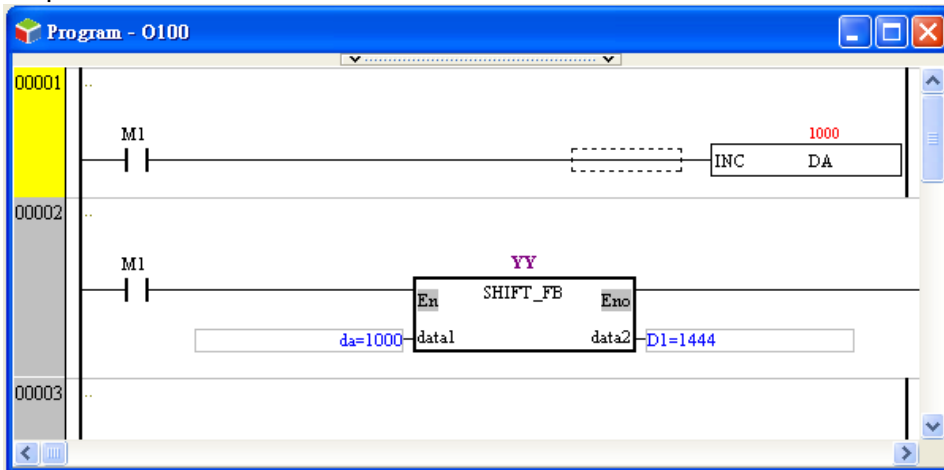 Program - O100
00001
..
M1
1000
INC DA
00002
..
M1
YY
SHIFT_FB
En Eno
da=1000 data1 data2 D1=1444
00003
..